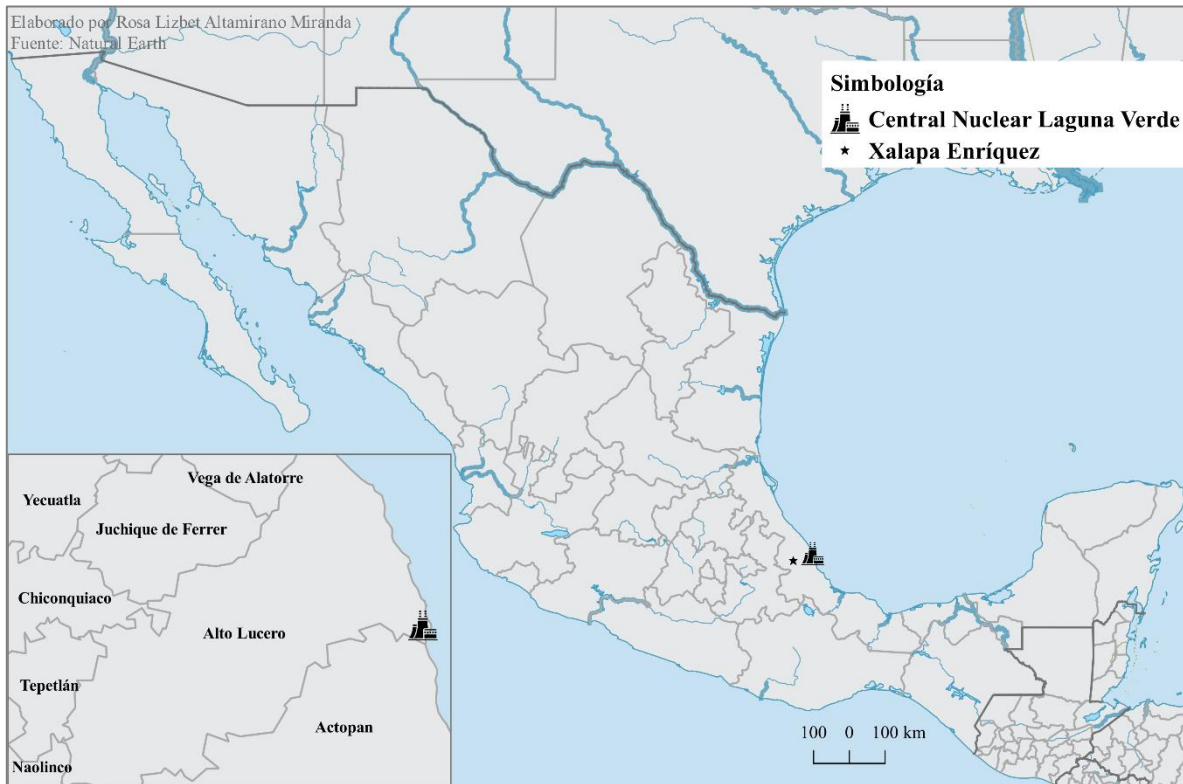 Elaborado por Rosa Lizbet Altamirano Miranda
Fuente: Natural Earth
Simbología
Central Nuclear Laguna Verde
Xalapa Enríquez
Vega de Alatorre
Yecuatla
Juchique de Ferrer
Chiconquiaco
Alto Lucero
Tepetlán
Actopan
Naolinco
100 0 100 km